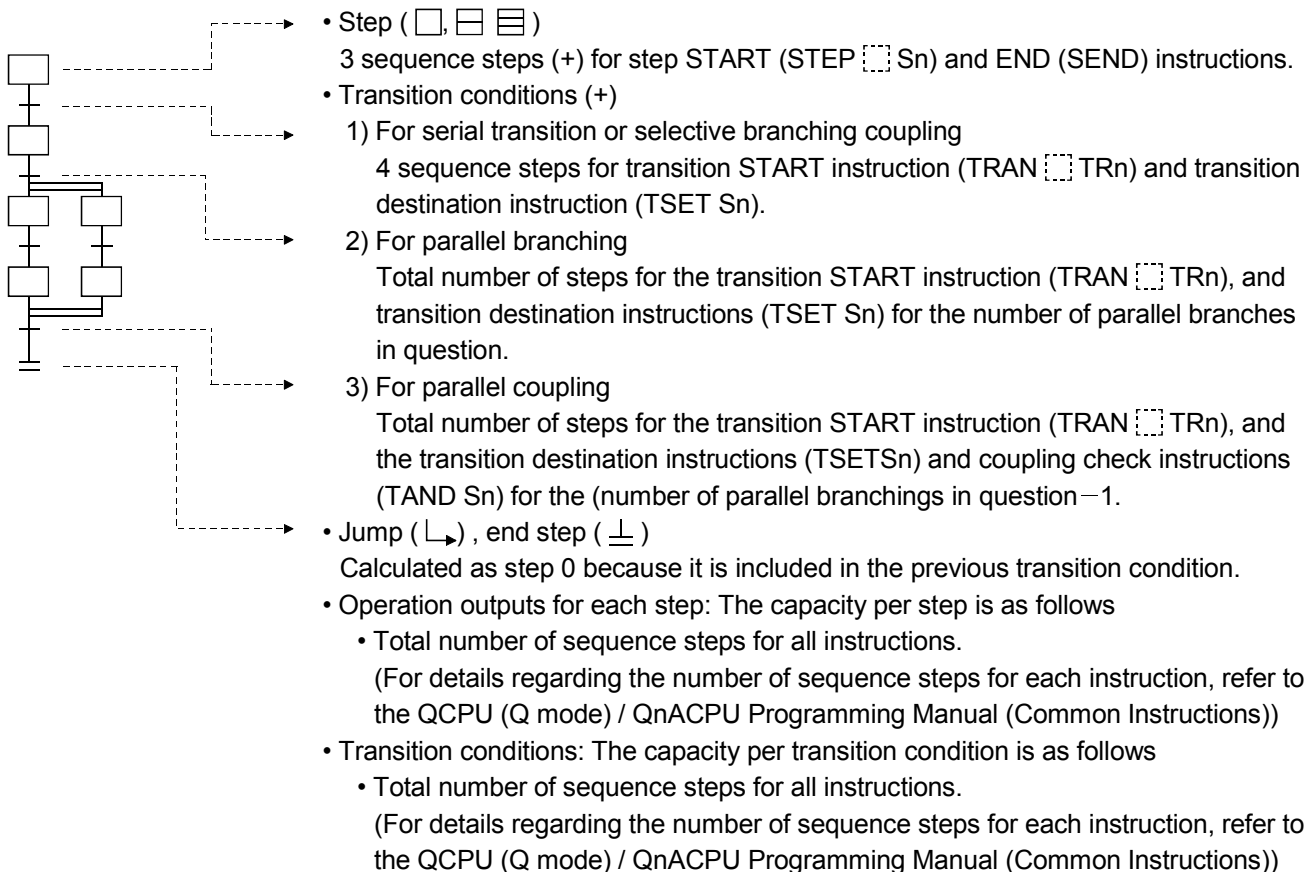 • Step ( □, 日 目 )
3 sequence steps (+) for step START (STEP ⬚ Sn) and END (SEND) instructions.
• Transition conditions (+)
1) For serial transition or selective branching coupling
4 sequence steps for transition START instruction (TRAN ⬚ TRn) and transition
destination instruction (TSET Sn).
2) For parallel branching
Total number of steps for the transition START instruction (TRAN ⬚ TRn), and
transition destination instructions (TSET Sn) for the number of parallel branches
in question.
3) For parallel coupling
Total number of steps for the transition START instruction (TRAN ⬚ TRn), and
the transition destination instructions (TSETSn) and coupling check instructions
(TAND Sn) for the (number of parallel branchings in question−1.
• Jump ( ↳ ) , end step ( ⊥ )
Calculated as step 0 because it is included in the previous transition condition.
• Operation outputs for each step: The capacity per step is as follows
• Total number of sequence steps for all instructions.
(For details regarding the number of sequence steps for each instruction, refer to
the QCPU (Q mode) / QnACPU Programming Manual (Common Instructions))
• Transition conditions: The capacity per transition condition is as follows
• Total number of sequence steps for all instructions.
(For details regarding the number of sequence steps for each instruction, refer to
the QCPU (Q mode) / QnACPU Programming Manual (Common Instructions))